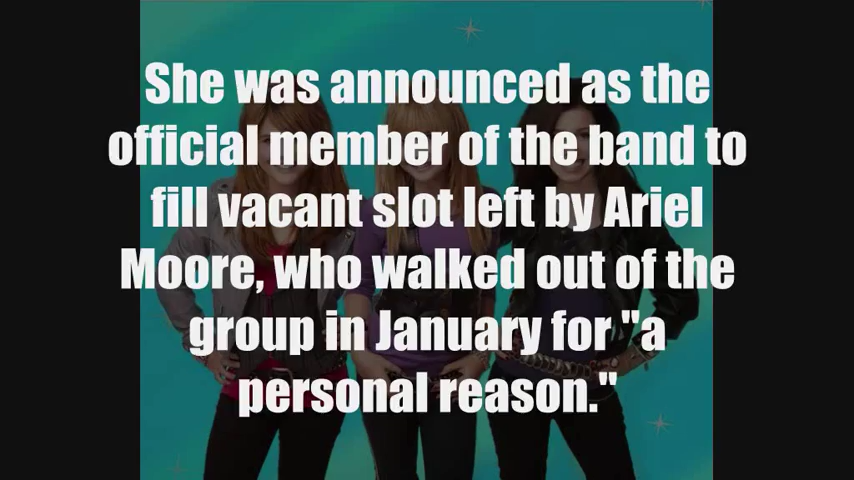 She was announced as the
official member of the band to
fill vacant slot left by Ariel
Moore, who walked out of the
group in January for "a
personal reason."